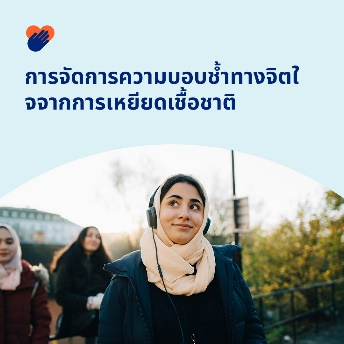 การจัดการความบอบช้ำทางจิตใ
จจากการเหยียดเชื้อชาติ